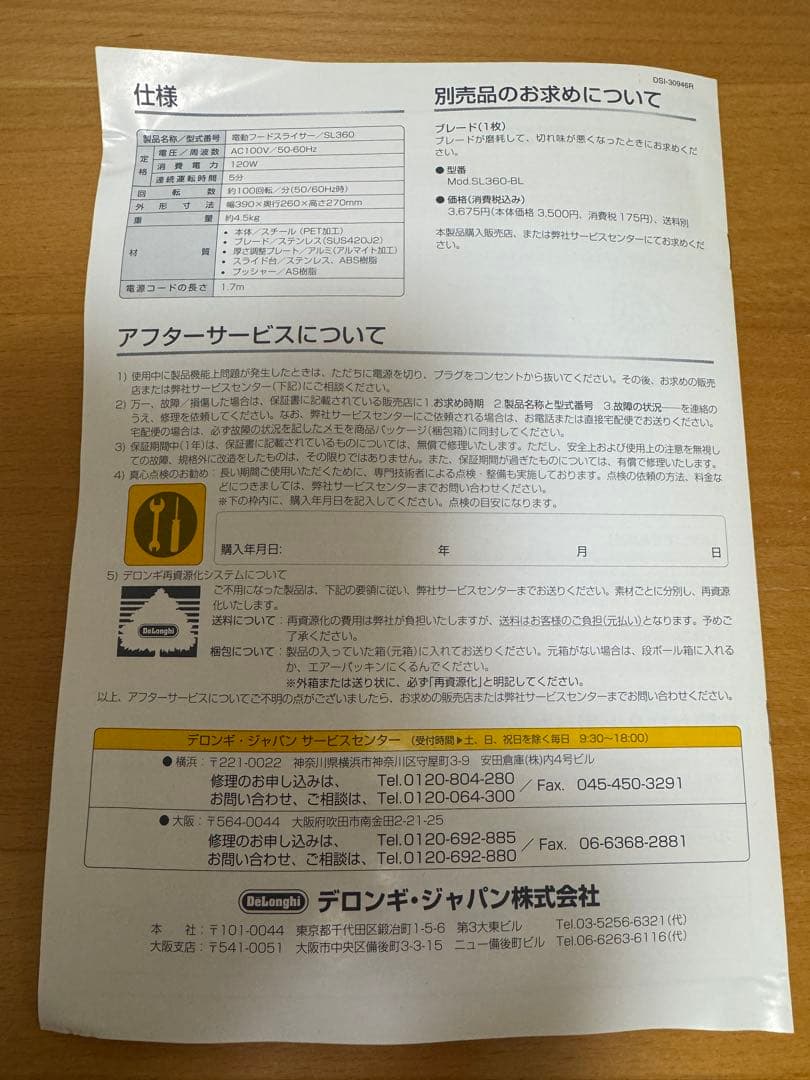 DSI-30946R
仕様
製品名称／型式番号 電動フードスライサー／SL360
定格 電圧／周波数 AC100V／50-60Hz
消費電力 120W
連続運転時間 5分
回転数 約100回転／分(50/60Hz時)
外形寸法 幅390×奥行260×高さ270mm
重量 約4.5kg
材質 • 本体／スチール（PET加工）
• ブレード／ステンレス(SUS420J2)
• 厚さ調整プレート／アルミ(アルマイト加工)
• スライド台／ステンレス、ABS樹脂
• プッシャー／AS樹脂
電源コードの長さ 1.7m
別売品のお求めについて
ブレード(1枚)
ブレードが磨耗して、切れ味が悪くなったときにお求めくだ
さい。
● 型番
Mod.SL360-BL
● 価格(消費税込み)
3,675円(本体価格 3,500円、消費税 175円)、送料別
本製品購入販売店、または弊社サービスセンターにてお求めくだ
さい。
アフターサービスについて
1) 使用中に製品機能上問題が発生したときは、ただちに電源を切り、プラグをコンセントから抜いてください。その後、お求めの販売
店または弊社サービスセンター(下記)にご相談ください。
2) 万一、故障／損傷した場合は、保証書に記載されている販売店に1.お求め時期 2.製品名称と型式番号 3.故障の状況——を連絡の
うえ、修理を依頼してください。なお、弊社サービスセンターにご依頼される場合は、お電話または直接宅配便でお送りください。
宅配便の場合は、必ず故障の状況を記したメモを商品パッケージ(梱包箱)に同封してください。
3) 保証期間中(1年)は、保証書に記載されているものについては、無償で修理いたします。ただし、安全上および使用上の注意を無視し
ての故障、規格外に改造をしたものは、その限りではありません。また、保証期間が過ぎたものについては、有償で修理いたします。
4) 真心点検のお勧め：長い期間ご使用いただくために、専門技術者による点検・整備も実施しております。点検の依頼の方法、料金な
どにつきましては、弊社サービスセンターまでお問い合わせください。
※下の枠内に、購入年月日を記入してください。点検の目安になります。
購入年月日: 年 月 日
5) デロンギ再資源化システムについて
ご不用になった製品は、下記の要領に従い、弊社サービスセンターまでお送りください。素材ごとに分別し、再資源
化いたします。
DeLonghi
送料について：再資源化の費用は弊社が負担いたしますが、送料はお客様のご負担(元払い)となります。予めご
了承ください。
梱包について：製品の入っていた箱(元箱)に入れてお送りください。元箱がない場合は、段ボール箱に入れる
か、エアーパッキンにくるんでください。
※外箱または送り状に、必ず「再資源化」と明記してください。
以上、アフターサービスについてご不明の点がございましたら、お求めの販売店または弊社サービスセンターまでお問い合わせください。
デロンギ・ジャパン サービスセンター （受付時間▶土、日、祝日を除く毎日 9:30〜18:00）
● 横浜：〒221-0022 神奈川県横浜市神奈川区守屋町3-9 安田倉庫(株)内4号ビル
修理のお申し込みは、 Tel.0120-804-280
お問い合わせ、ご相談は、Tel.0120-064-300 ／ Fax. 045-450-3291
● 大阪：〒564-0044 大阪府吹田市南金田2-21-25
修理のお申し込みは、 Tel.0120-692-885
お問い合わせ、ご相談は、Tel.0120-692-880 ／ Fax. 06-6368-2881
DeLonghi デロンギ・ジャパン株式会社
本 社：〒101-0044 東京都千代田区鍛冶町1-5-6 第3大東ビル Tel.03-5256-6321(代)
大阪支店：〒541-0051 大阪市中央区備後町3-3-15 ニュー備後町ビル Tel.06-6263-6116(代)